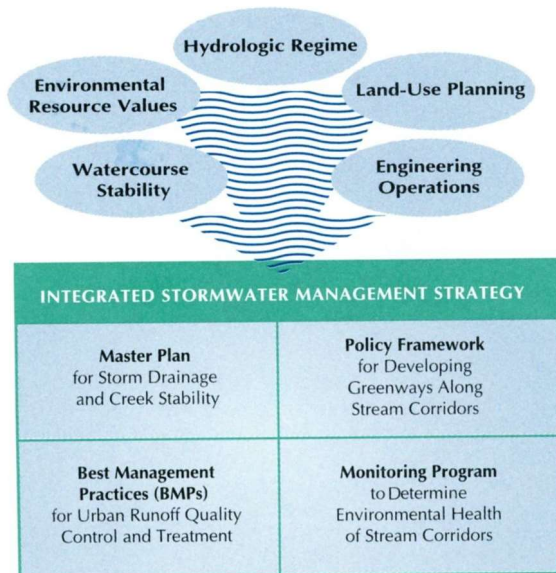 Hydrologic Regime
Environmental
Resource Values
Land-Use Planning
Watercourse
Stability
Engineering
Operations
INTEGRATED STORMWATER MANAGEMENT STRATEGY
Master Plan
for Storm Drainage
and Creek Stability
Policy Framework
for Developing
Greenways Along
Stream Corridors
Best Management
Practices (BMPs)
for Urban Runoff Quality
Control and Treatment
Monitoring Program
to Determine
Environmental Health
of Stream Corridors